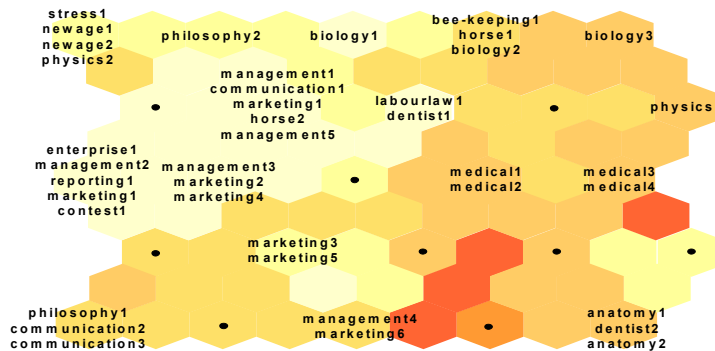 stress1
newage1
newage2
physics2
philosophy2
biology1
bee-keeping1
horse1
biology2
biology3
management1
communication1
marketing1
horse2
management5
labourlaw1
dentist1
physics
enterprise1
management2
reporting1
marketing1
contest1
management3
marketing2
marketing4
medical1
medical2
medical3
medical4
marketing3
marketing5
philosophy1
communication2
communication3
management4
marketing6
anatomy1
dentist2
anatomy2